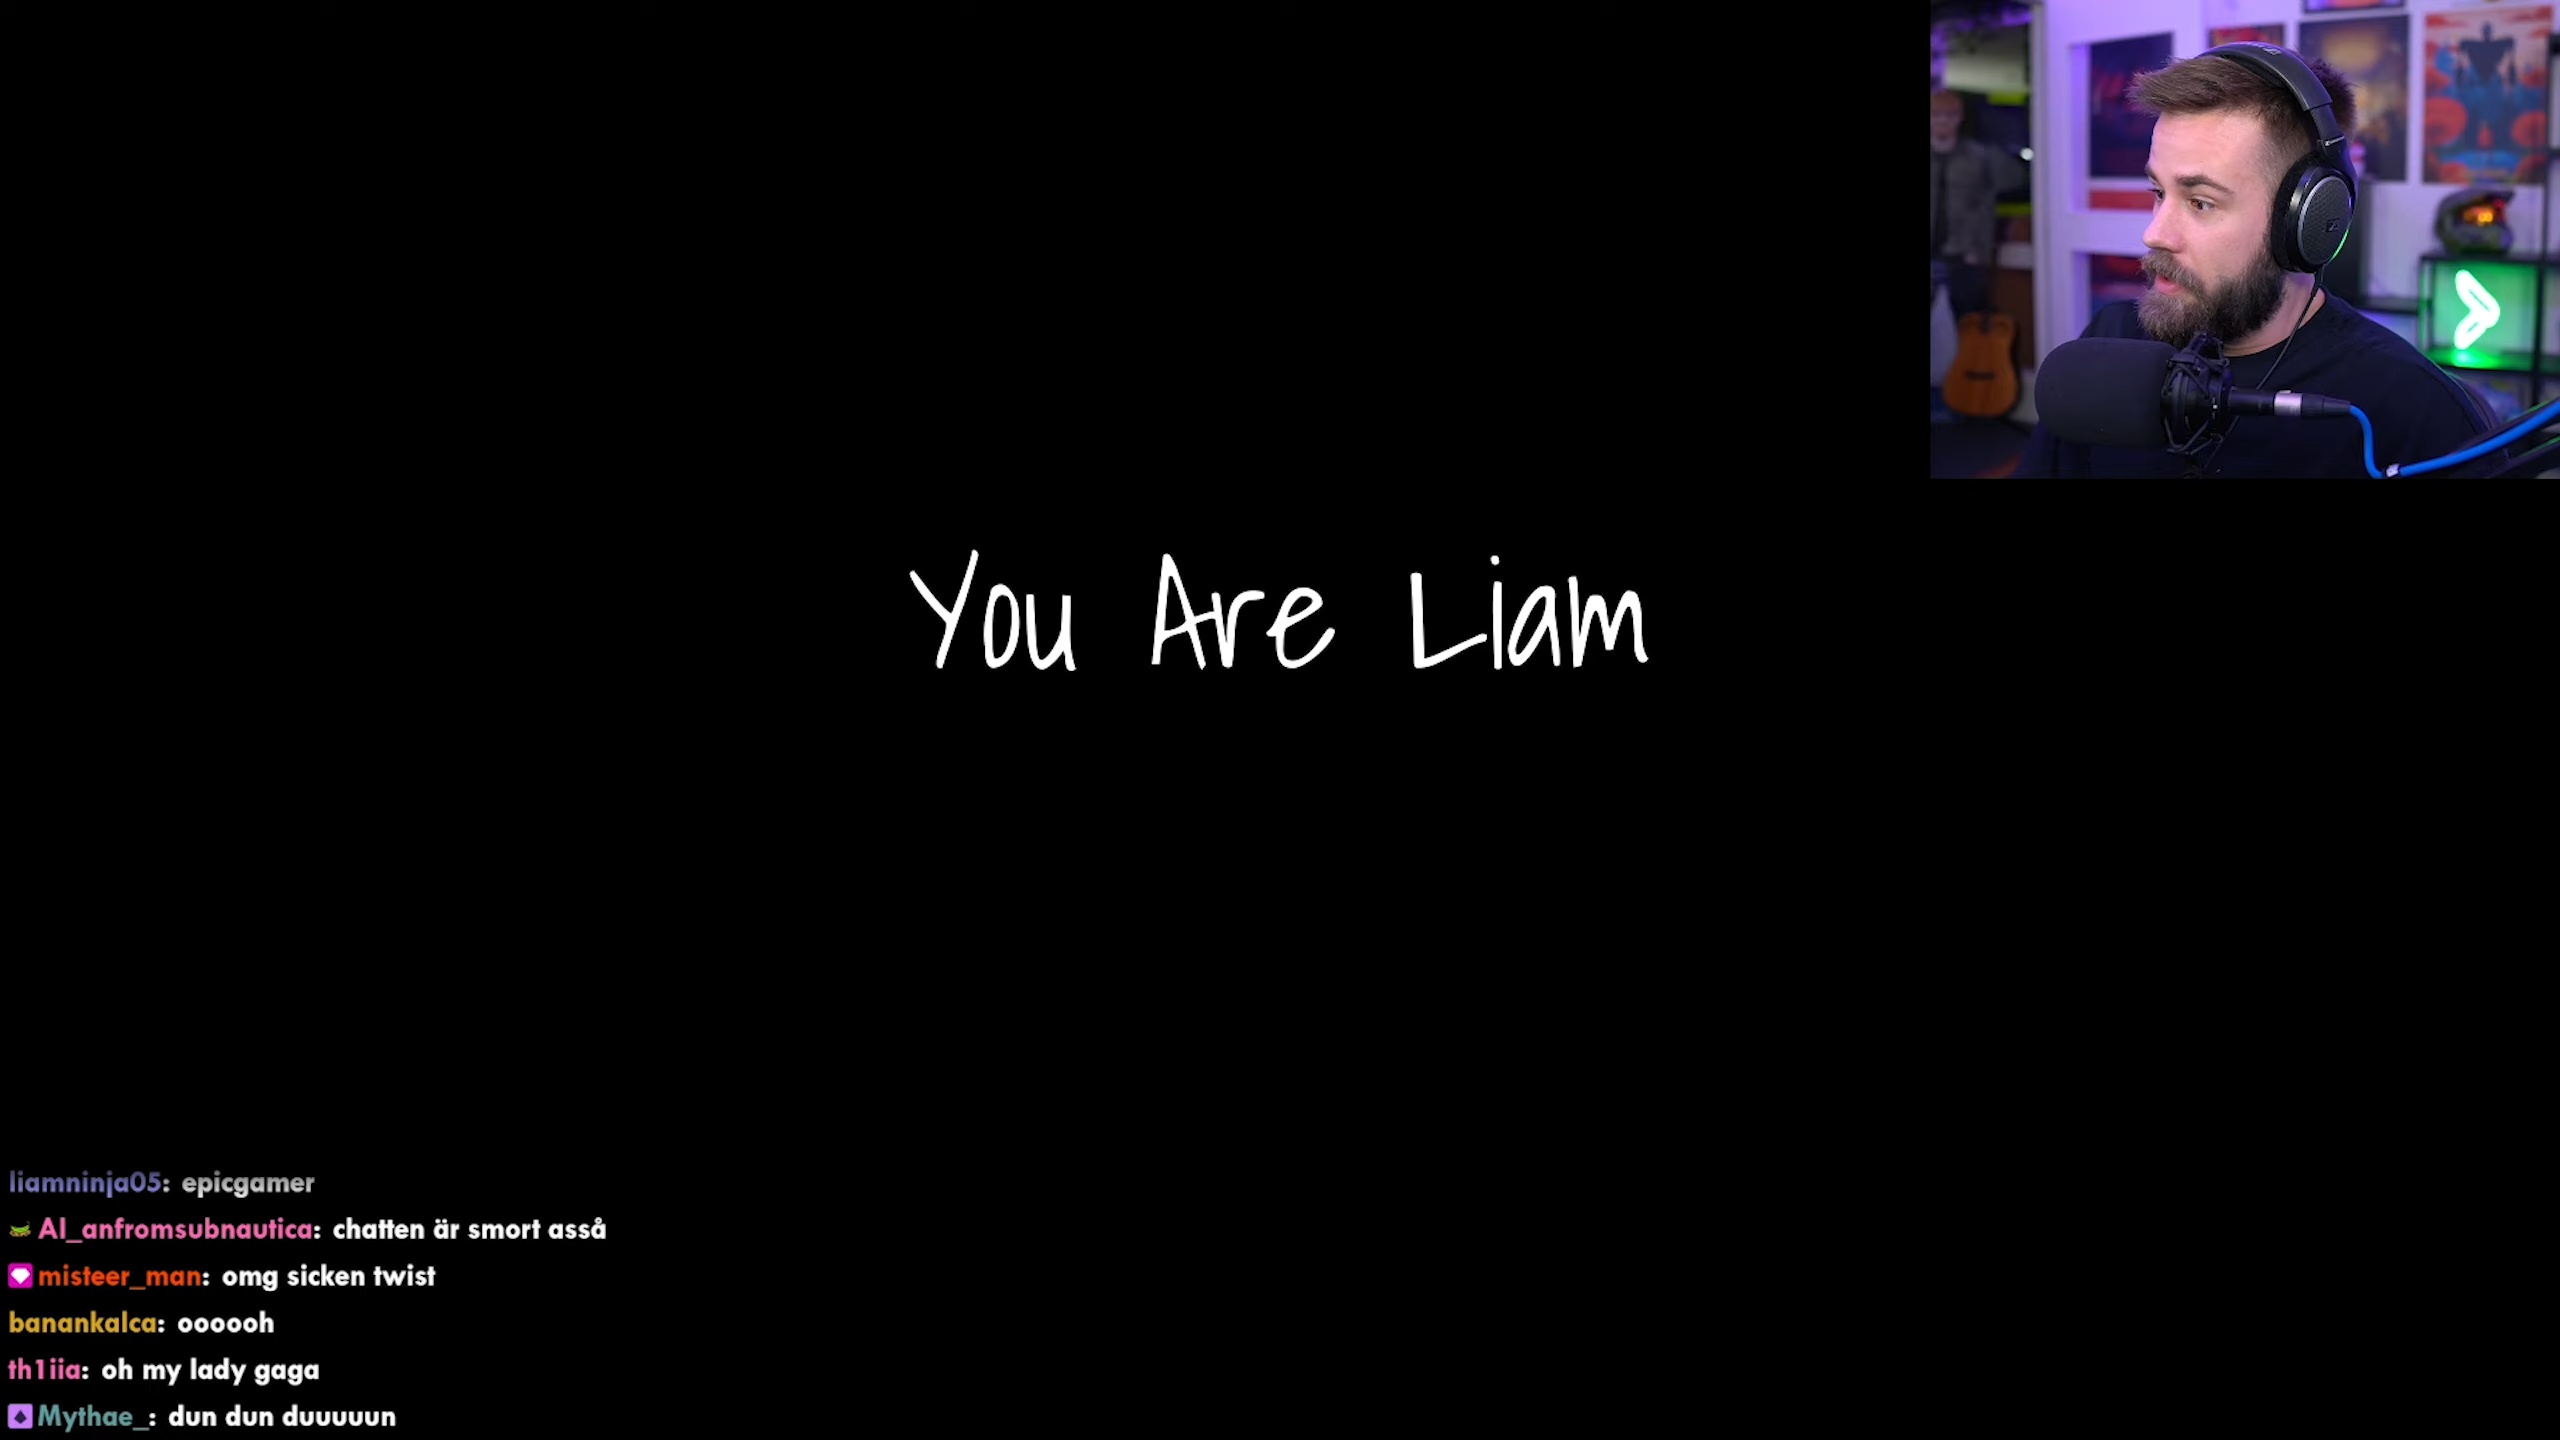 You Are Liam
liamninja05: epicgamer
Al_anfromsubnautica: chatten är smort asså
misteer_man: omg sicken twist
banankalca: oooooh
th1iia: oh my lady gaga
Mythae_: dun dun duuuuun